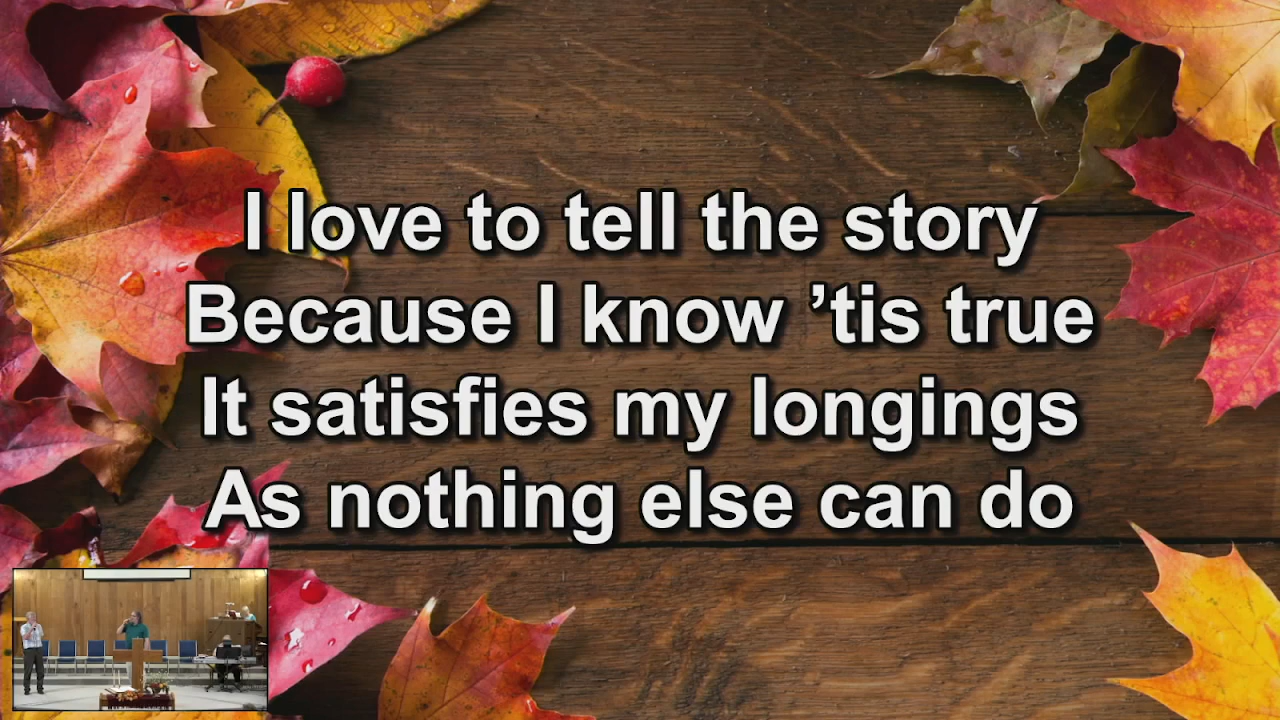 I love to tell the story
Because I know ’tis true
It satisfies my longings
As nothing else can do